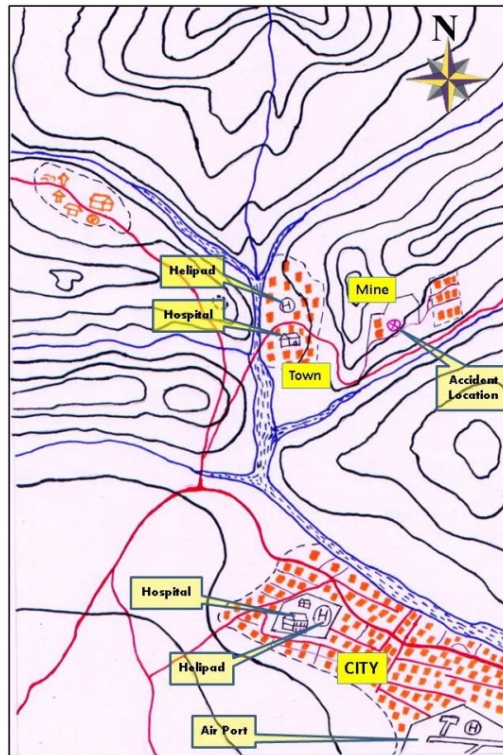 N
Helipad
Mine
Hospital
Town
Accident
Location
Hospital
Helipad
CITY
Air Port
H
H
H